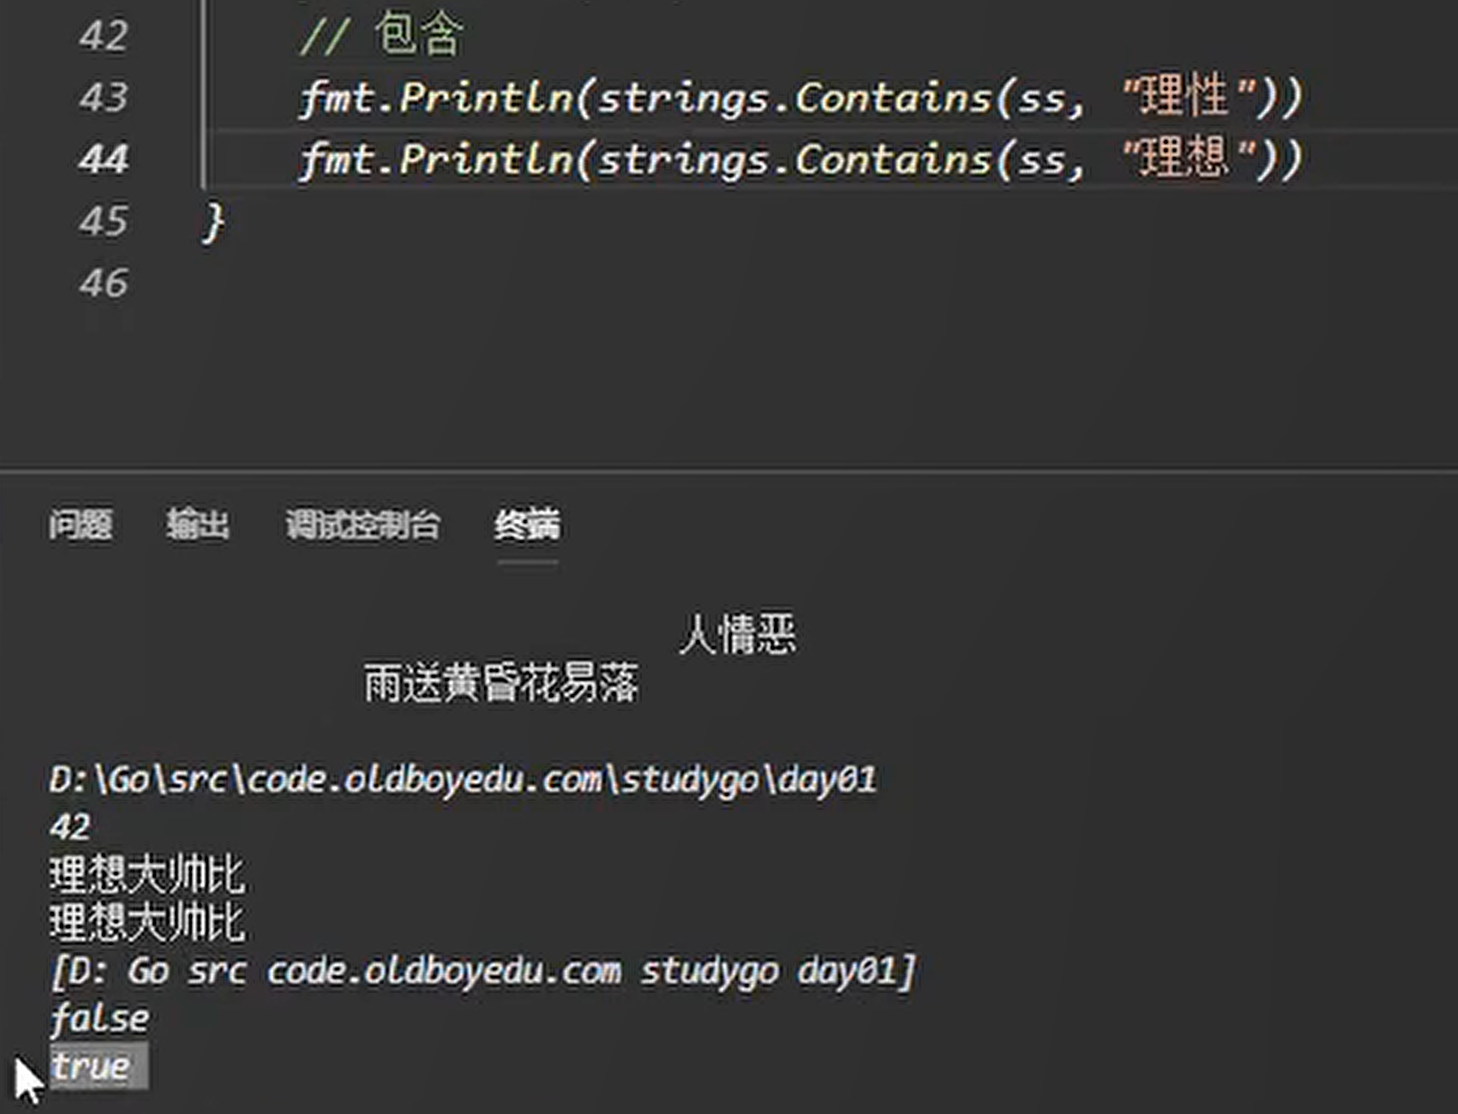 42 // 包含
43 fmt.Println(strings.Contains(ss, "理性"))
44 fmt.Println(strings.Contains(ss, "理想"))
45 }
46
问题 输出 调试控制台 终端
人情恶
雨送黄昏花易落
D:\Go\src\code.oldboyedu.com\studygo\day01
42
理想大帅比
理想大帅比
[D: Go src code.oldboyedu.com studygo day01]
false
true